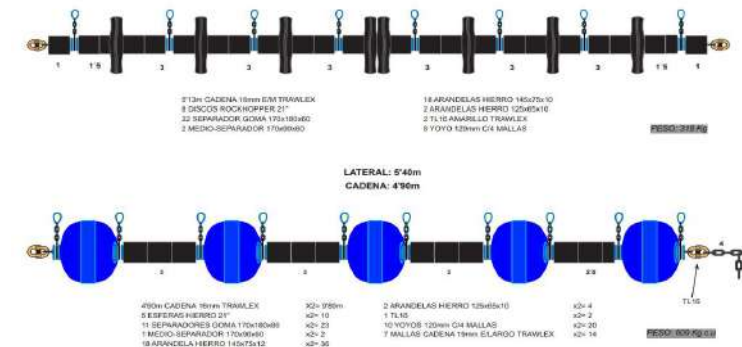 1 1´5 3 3 3 3 3 3 1´5 1
5'13m CADENA 16mm E/M TRAWLEX
8 DISCOS ROCKHOPPER 21"
22 SEPARADOR GOMA 170x180x60
2 MEDIO-SEPARADOR 170x90x60
18 ARANDELAS HIERRO 145x75x10
2 ARANDELAS HIERRO 125x65x10
2 TL16 AMARILLO TRAWLEX
8 YOYO 120mm C/4 MALLAS
PESO: 318 Kg
LATERAL: 5'40m
CADENA: 4'90m
4
3 3 3 2'5
TL16
4'90m CADENA 16mm TRAWLEX X2= 9'80m
5 ESFERAS HIERRO 21" x2= 10
11 SEPARADORES GOMA 170x180x60 x2= 23
1 MEDIO-SEPARADOR 170x90x60 x2= 2
18 ARANDELA HIERRO 145x75x12 x2= 36
2 ARANDELAS HIERRO 125x65x10 x2= 4
1 TL16 x2= 2
10 YOYOS 120mm C/4 MALLAS x2= 20
7 MALLAS CADENA 19mm E/LARGO TRAWLEX x2= 14
PESO: 609 Kg c.u